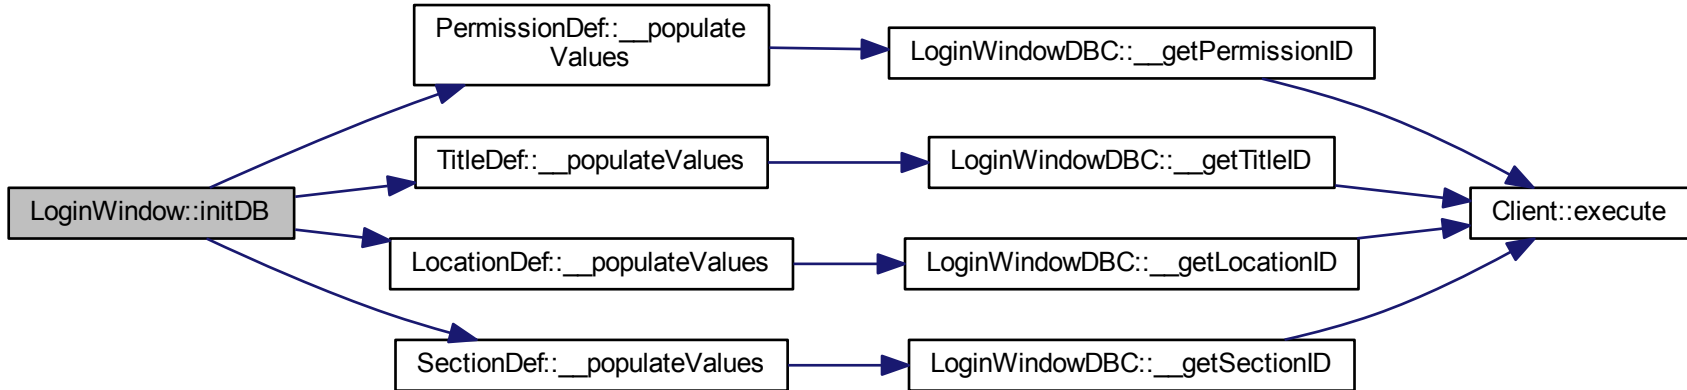 PermissionDef::__populate
Values
LoginWindowDBC::__getPermissionID
TitleDef::__populateValues
LoginWindowDBC::__getTitleID
LoginWindow::initDB
Client::execute
LocationDef::__populateValues
LoginWindowDBC::__getLocationID
SectionDef::__populateValues
LoginWindowDBC::__getSectionID